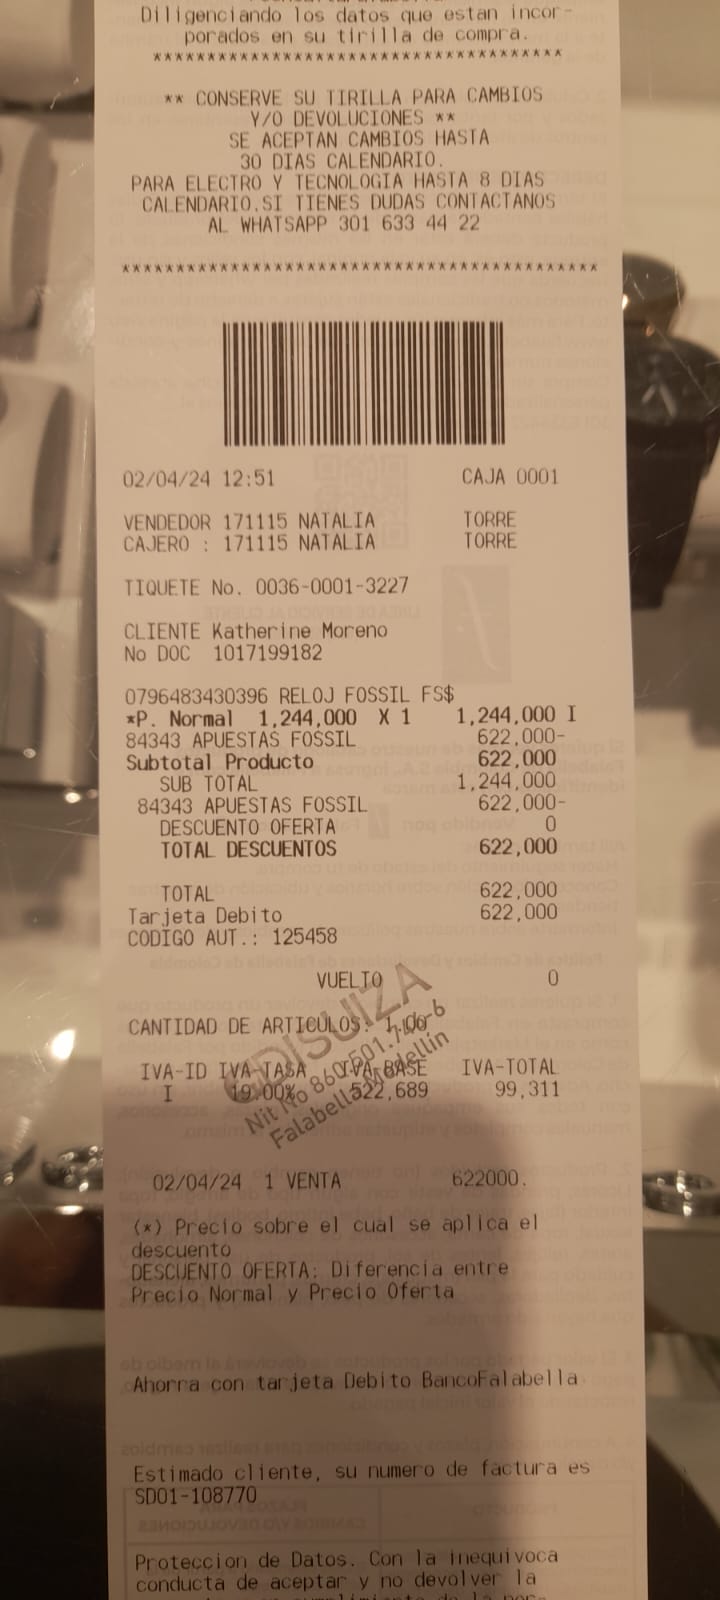 Diligenciando los datos que estan incor-
porados en su tirilla de compra.
****************************************
** CONSERVE SU TIRILLA PARA CAMBIOS
Y/O DEVOLUCIONES **
SE ACEPTAN CAMBIOS HASTA
30 DIAS CALENDARIO.
PARA ELECTRO Y TECNOLOGIA HASTA 8 DIAS
CALENDARIO.SI TIENES DUDAS CONTACTANOS
AL WHATSAPP 301 633 44 22
**********************************************
02/04/24 12:51 CAJA 0001
VENDEDOR 171115 NATALIA TORRE
CAJERO : 171115 NATALIA TORRE
TIQUETE No. 0036-0001-3227
CLIENTE Katherine Moreno
No DOC 1017199182
0796483430396 RELOJ FOSSIL FS$
*P. Normal 1,244,000 X 1 1,244,000 I
84343 APUESTAS FOSSIL 622,000-
Subtotal Producto 622,000
SUB TOTAL 1,244,000
84343 APUESTAS FOSSIL 622,000-
DESCUENTO OFERTA 0
TOTAL DESCUENTOS 622,000
TOTAL 622,000
Tarjeta Debito 622,000
CODIGO AUT.: 125458
VUELTO 0
CANTIDAD DE ARTICULOS: 1.00
IVA-ID IVA-TASA IVA-BASE IVA-TOTAL
I 19.00% 522,689 99,311
DISUIZA
Nit No 860.501.
Falabella Medellín
02/04/24 1 VENTA 622000.
(*) Precio sobre el cual se aplica el
descuento
DESCUENTO OFERTA: Diferencia entre
Precio Normal y Precio Oferta
Ahorra con tarjeta Debito BancoFalabella
Estimado cliente, su numero de factura es
SD01-108770
Proteccion de Datos. Con la inequivoca
conducta de aceptar y no devolver la